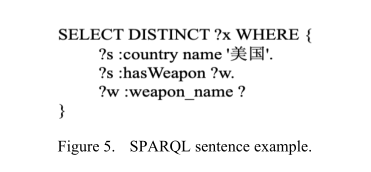 SELECT DISTINCT ?x WHERE {
?s :country name '美国'.
?s :hasWeapon ?w.
?w :weapon_name ?
}
Figure 5. SPARQL sentence example.